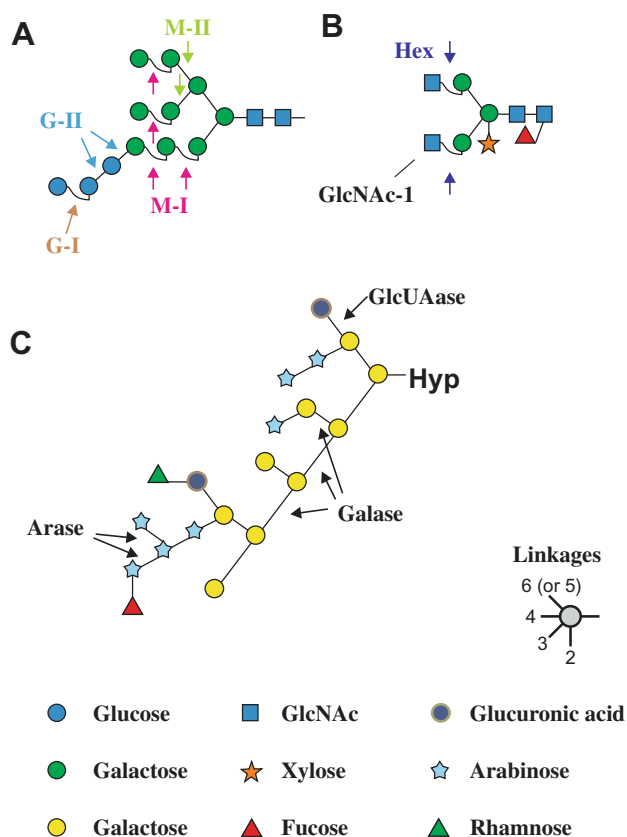 A
M-II
B
Hex
G-II
M-I
GlcNAc-1
G-I
GlcUAase
C
Hyp
Arase
Galase
Linkages
6 (or 5)
4
3
2
Glucose GlcNAc Glucuronic acid
Galactose Xylose Arabinose
Galactose Fucose Rhamnose